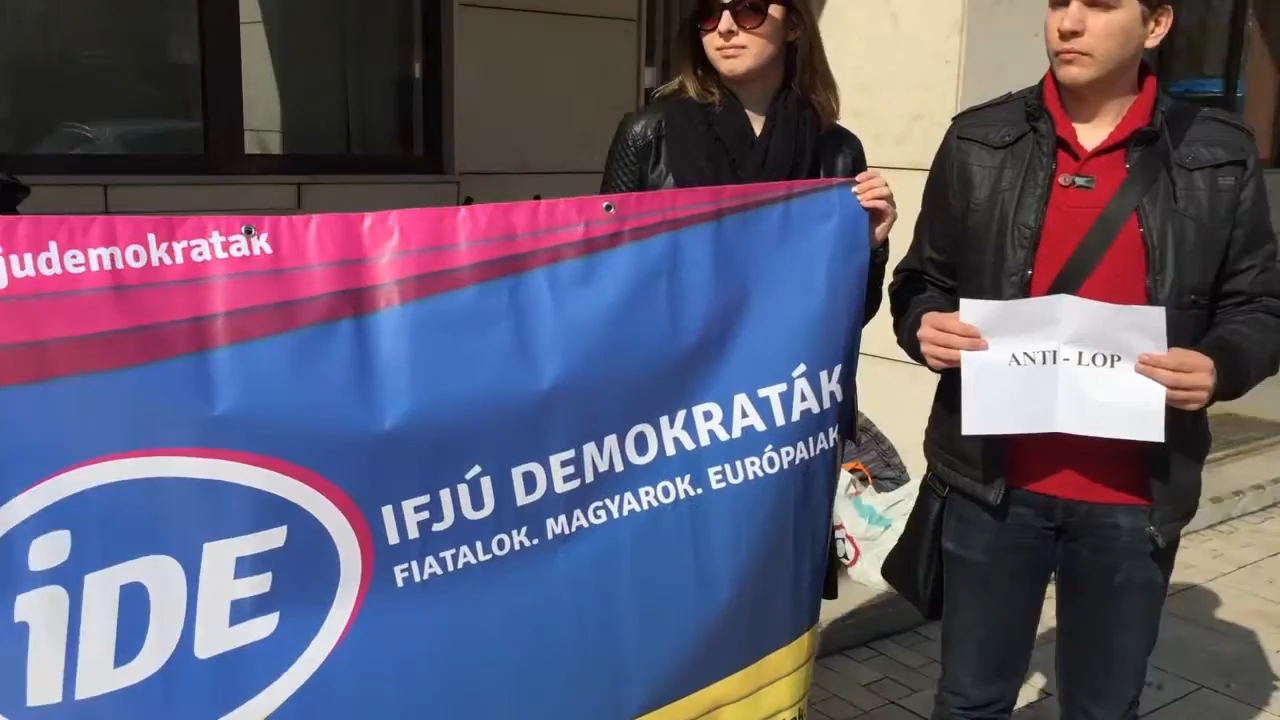 judemokraták
iDE
IFJÚ DEMOKRATÁK
FIATALOK. MAGYAROK. EURÓPAIAK
ANTI - LOP